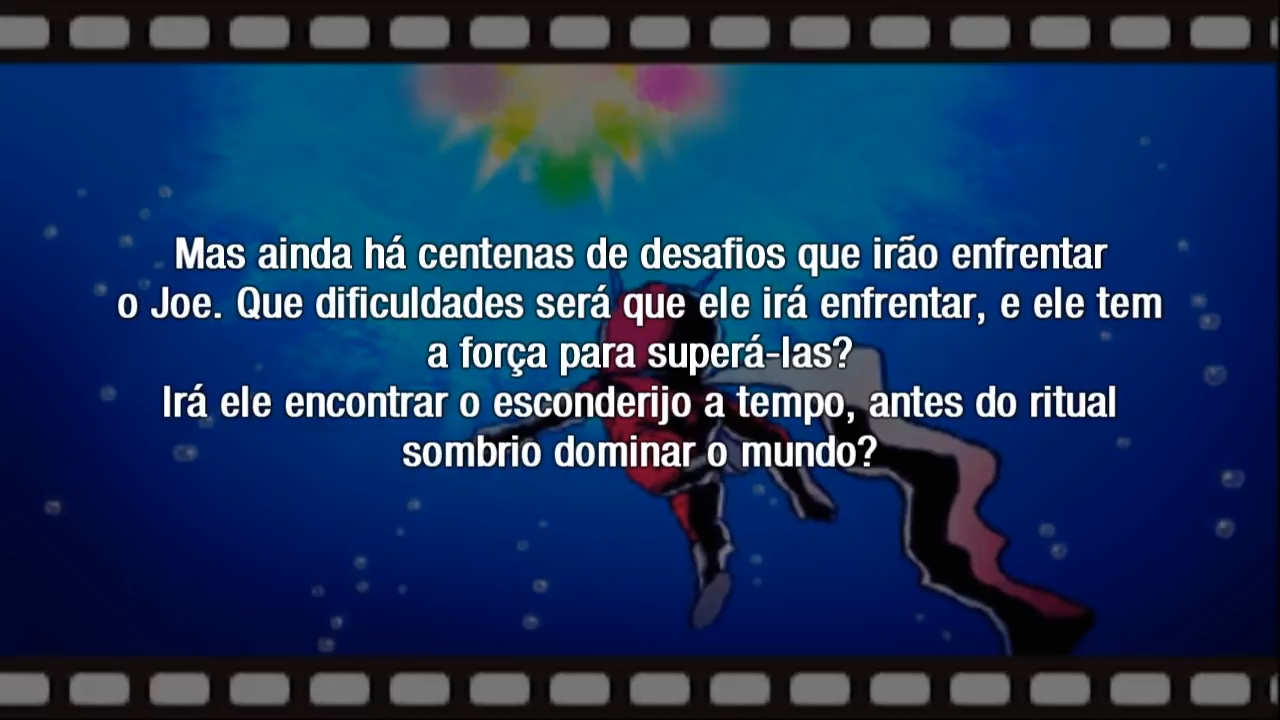 Mas ainda há centenas de desafios que irão enfrentar
o Joe. Que dificuldades será que ele irá enfrentar, e ele tem
a força para superá-las?
Irá ele encontrar o esconderijo a tempo, antes do ritual
sombrio dominar o mundo?